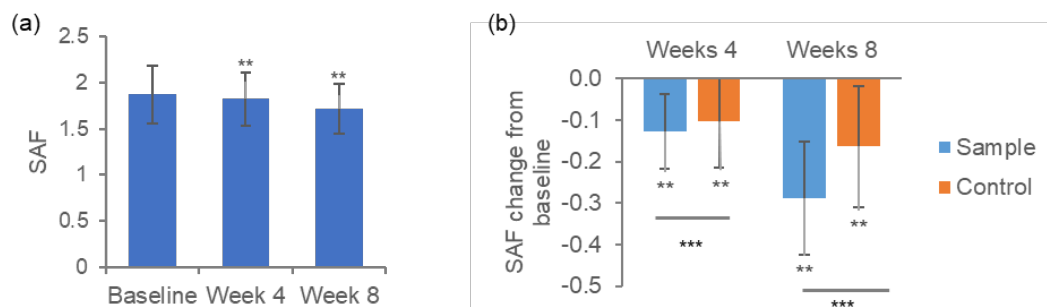 (a)
2.5
2
1.5
1
0.5
0
SAF
**
**
Baseline Week 4 Week 8
(b)
Weeks 4 Weeks 8
0.0
-0.1
-0.2
-0.3
-0.4
-0.5
SAF change from
baseline
** **
***
**
**
***
Sample
Control